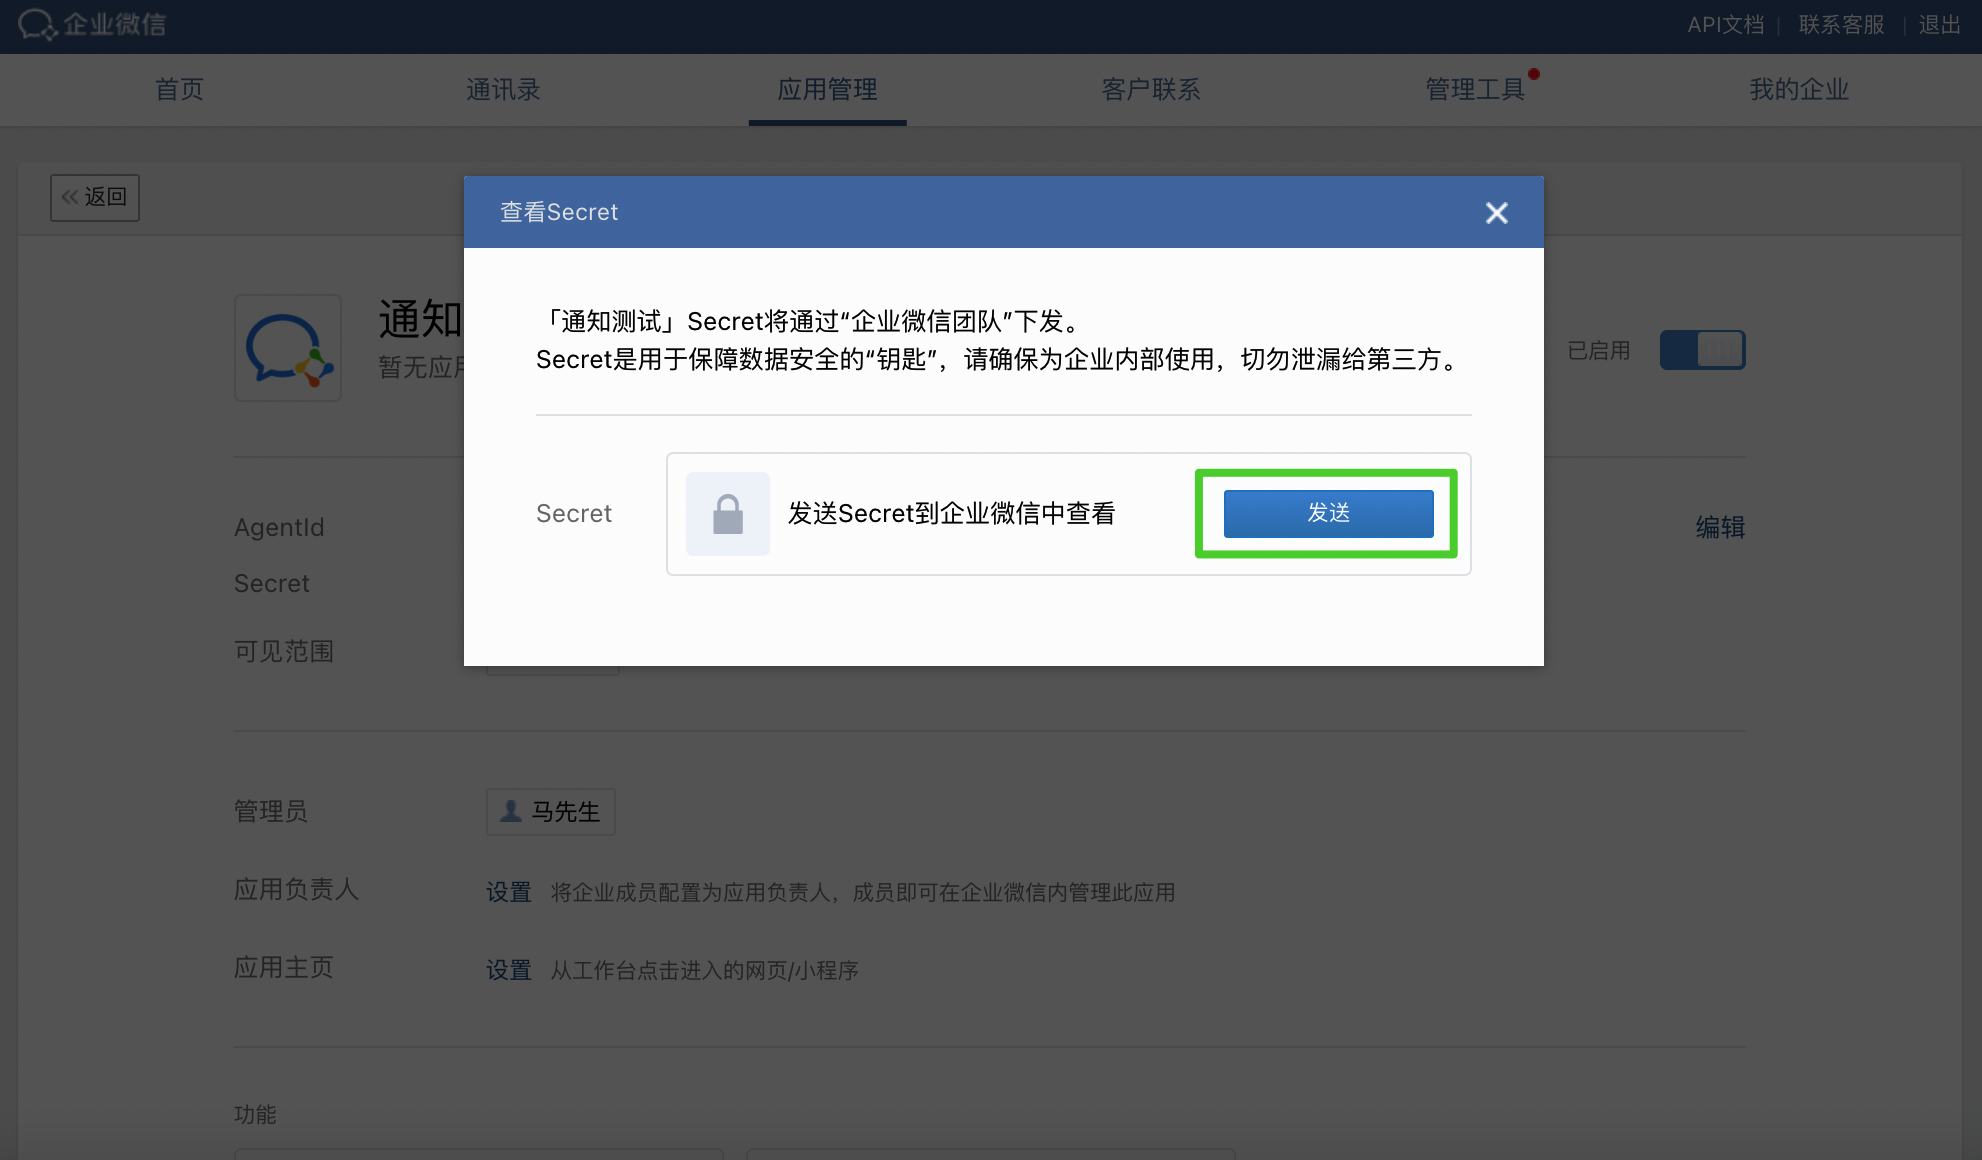 企业微信
API文档 | 联系客服 | 退出
首页 通讯录 应用管理 客户联系 管理工具 我的企业
« 返回
查看Secret
通知
暂无应
已启用
「通知测试」Secret将通过“企业微信团队”下发。
Secret是用于保障数据安全的“钥匙”，请确保为企业内部使用，切勿泄漏给第三方。
Secret 发送Secret到企业微信中查看 发送
AgentId
编辑
Secret
可见范围
管理员 马先生
应用负责人 设置 将企业成员配置为应用负责人，成员即可在企业微信内管理此应用
应用主页 设置 从工作台点击进入的网页/小程序
功能